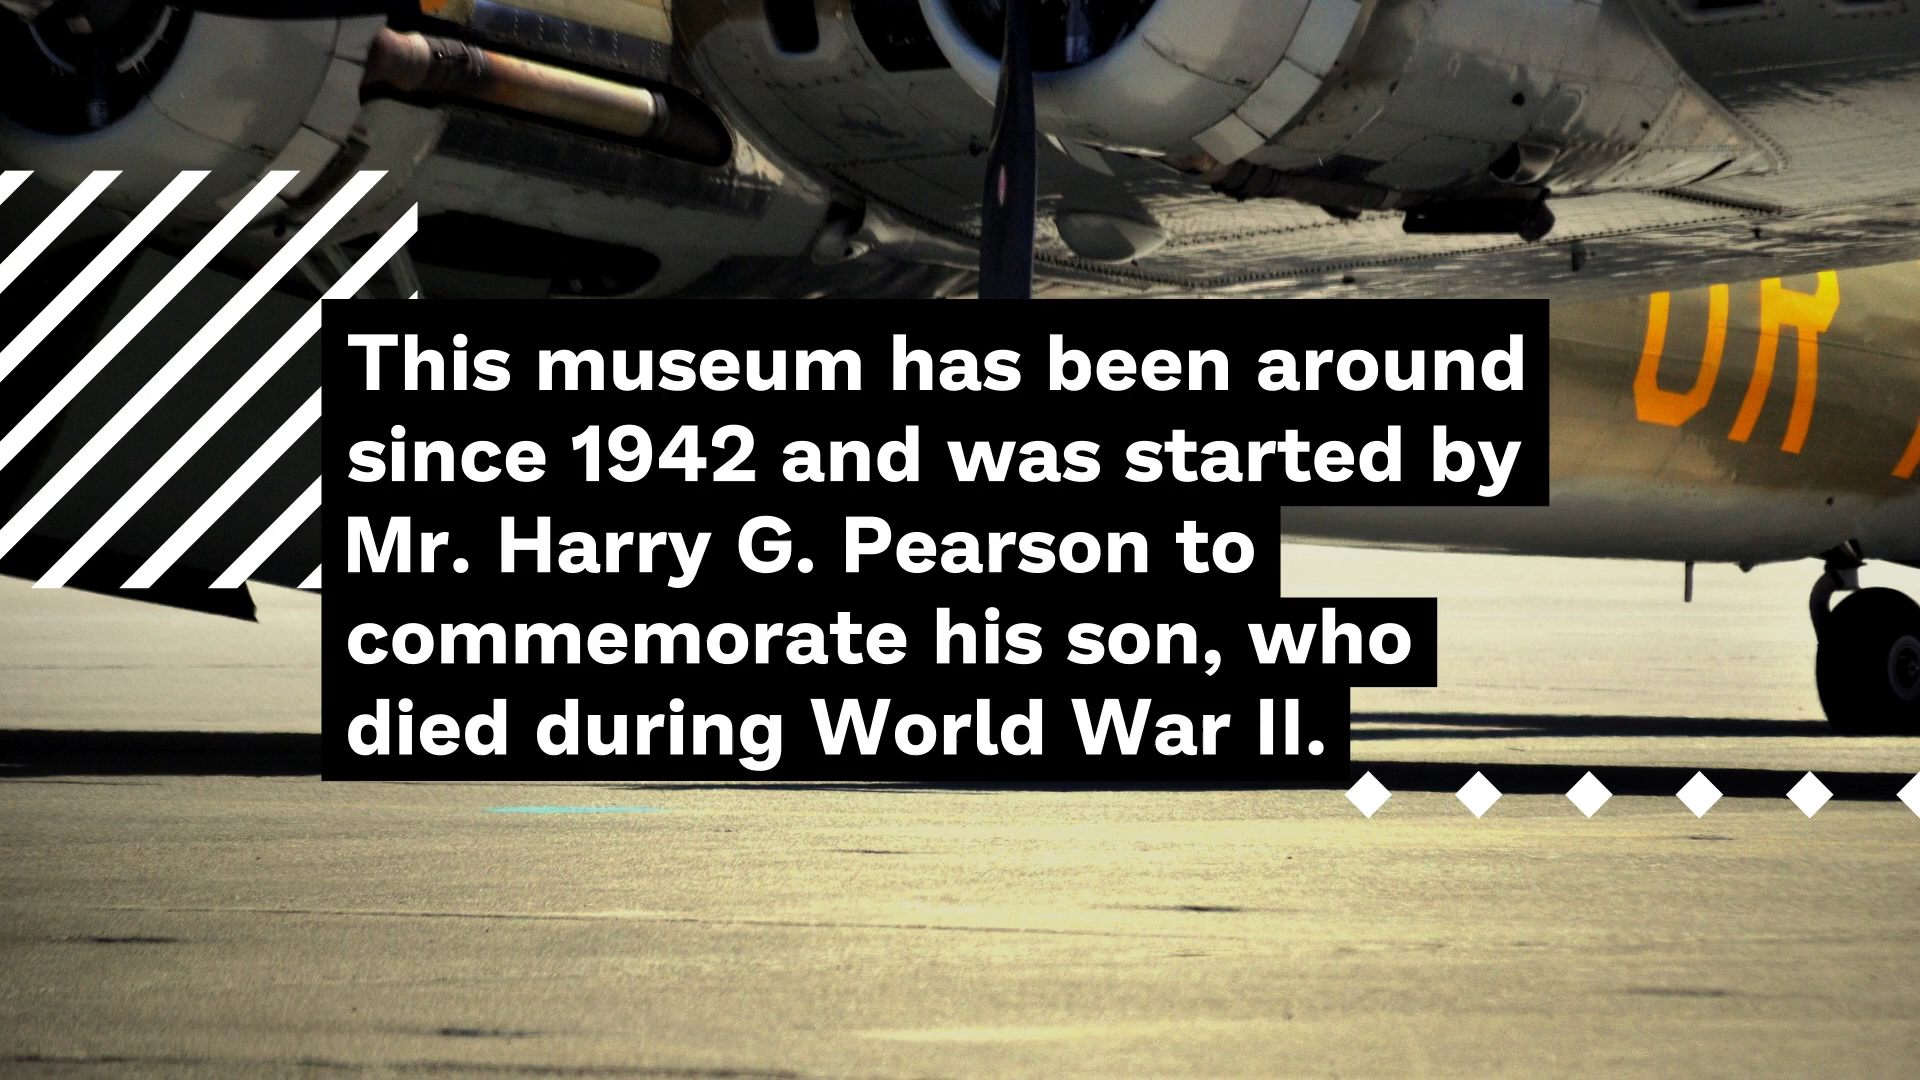 This museum has been around
since 1942 and was started by
Mr. Harry G. Pearson to
commemorate his son, who
died during World War II.